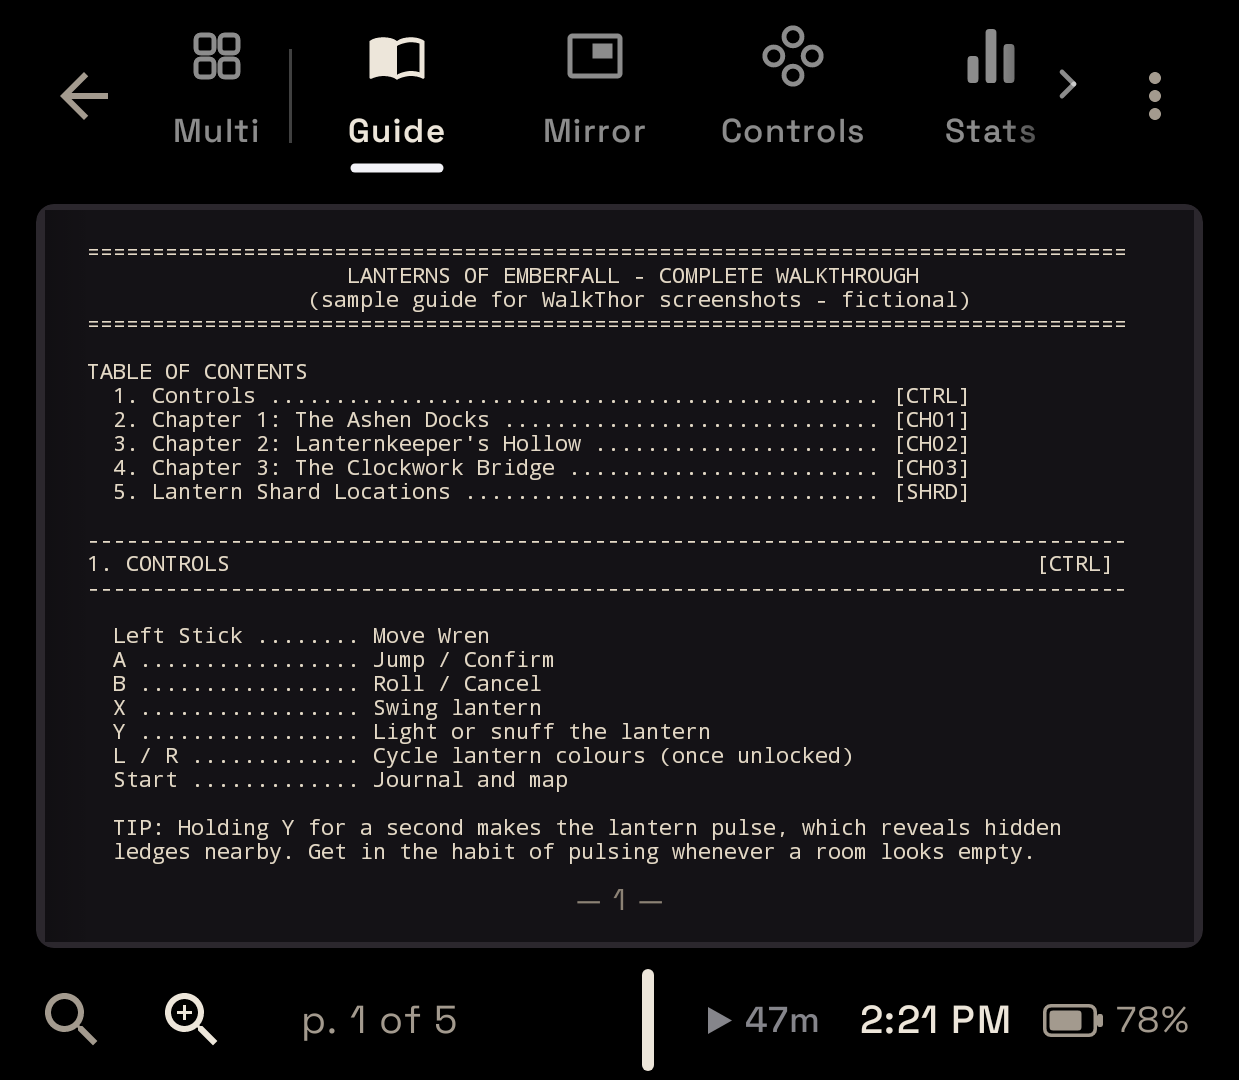 Multi
Guide
Mirror
Controls
Stats
================================================================================
LANTERNS OF EMBERFALL - COMPLETE WALKTHROUGH
(sample guide for WalkThor screenshots - fictional)
================================================================================
TABLE OF CONTENTS
1. Controls ............................................... [CTRL]
2. Chapter 1: The Ashen Docks ............................. [CH01]
3. Chapter 2: Lanternkeeper's Hollow ...................... [CH02]
4. Chapter 3: The Clockwork Bridge ........................ [CH03]
5. Lantern Shard Locations ................................ [SHRD]
--------------------------------------------------------------------------------
1. CONTROLS [CTRL]
--------------------------------------------------------------------------------
Left Stick ........ Move Wren
A ................. Jump / Confirm
B ................. Roll / Cancel
X ................. Swing lantern
Y ................. Light or snuff the lantern
L / R ............. Cycle lantern colours (once unlocked)
Start ............. Journal and map
TIP: Holding Y for a second makes the lantern pulse, which reveals hidden
ledges nearby. Get in the habit of pulsing whenever a room looks empty.
— 1 —
p. 1 of 5
47m
2:21 PM
78%